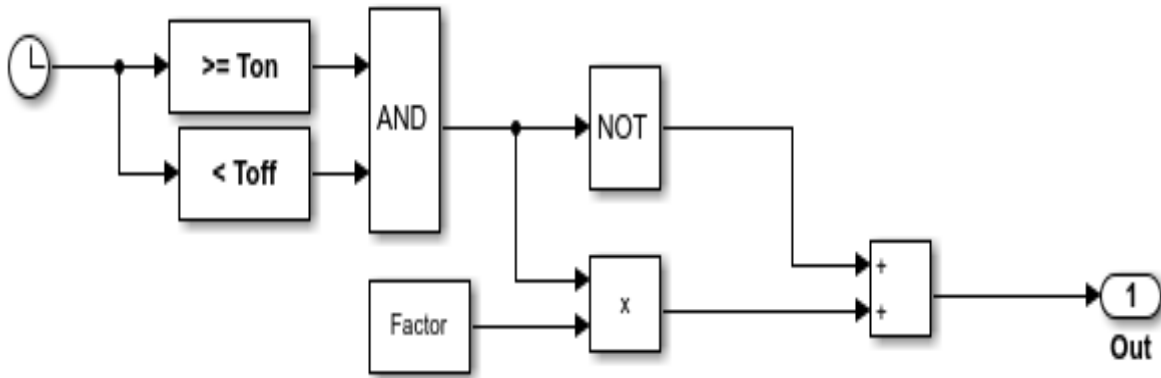 >= Ton
< Toff
AND
NOT
Factor
x
+
+
1
Out